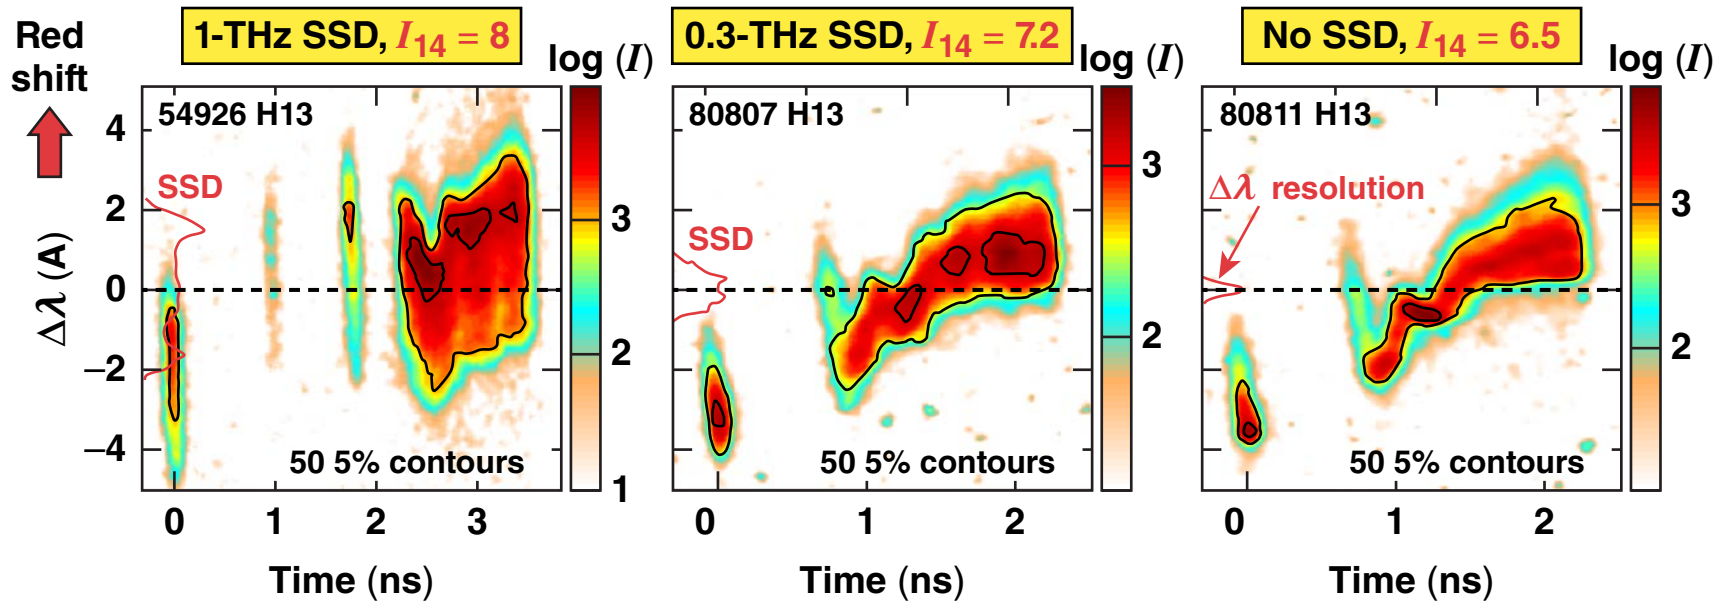 1-THz SSD, I14 = 8
0.3-THz SSD, I14 = 7.2
No SSD, I14 = 6.5
Red
shift
log (I)
log (I)
log (I)
54926 H13
80807 H13
80811 H13
SSD
SSD
Δλ resolution
Δλ (A)
4
2
0
–2
–4
3
2
1
3
2
3
2
50 5% contours
50 5% contours
50 5% contours
0 1 2 3
0 1 2
0 1 2
Time (ns)
Time (ns)
Time (ns)